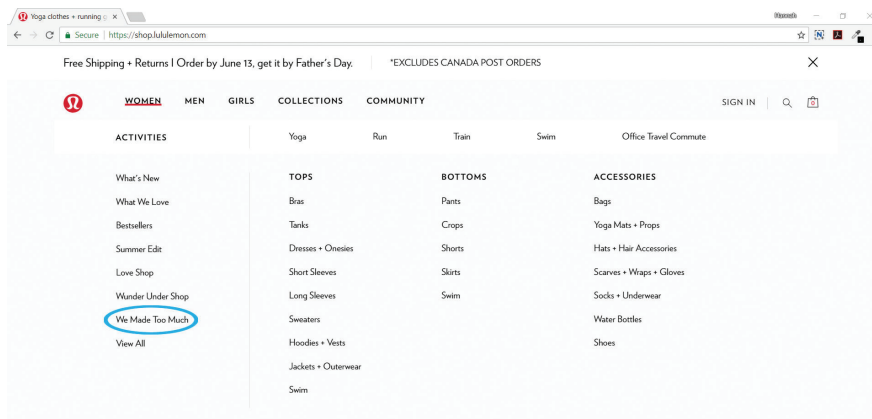 Yoga clothes + running g
Hannah
Secure | https://shop.lululemon.com
Free Shipping + Returns | Order by June 13, get it by Father's Day.
*EXCLUDES CANADA POST ORDERS
WOMEN MEN GIRLS COLLECTIONS COMMUNITY
SIGN IN
0
ACTIVITIES
Yoga Run Train Swim Office Travel Commute
What's New
What We Love
Bestsellers
Summer Edit
Love Shop
Wunder Under Shop
We Made Too Much
View All
TOPS
Bras
Tanks
Dresses + Onesies
Short Sleeves
Long Sleeves
Sweaters
Hoodies + Vests
Jackets + Outerwear
Swim
BOTTOMS
Pants
Crops
Shorts
Skirts
Swim
ACCESSORIES
Bags
Yoga Mats + Props
Hats + Hair Accessories
Scarves + Wraps + Gloves
Socks + Underwear
Water Bottles
Shoes